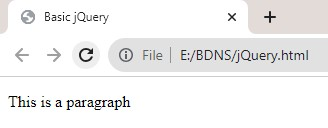 Basic jQuery
File E:/BDNS/jQuery.html
This is a paragraph